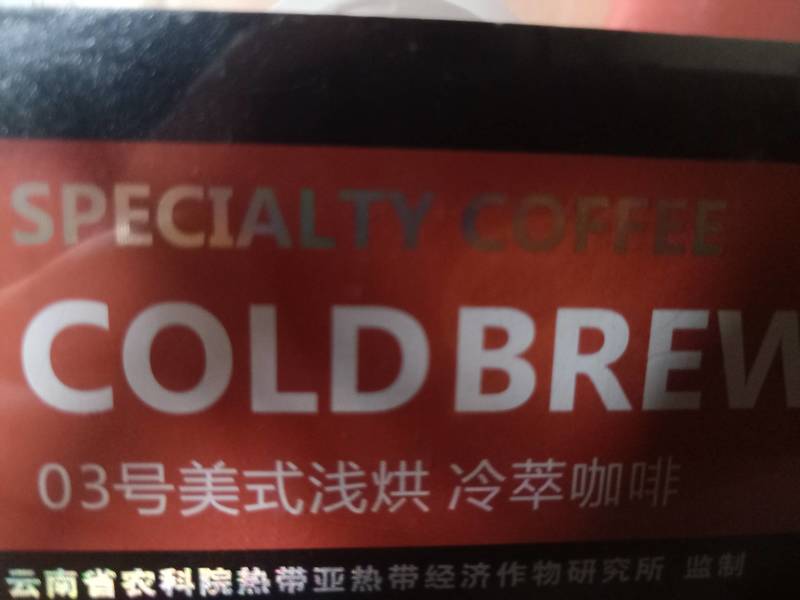 SPECIALTY COFFEE
COLD BREW
03号美式浅烘 冷萃咖啡
云南省农科院热带亚热带经济作物研究所 监制